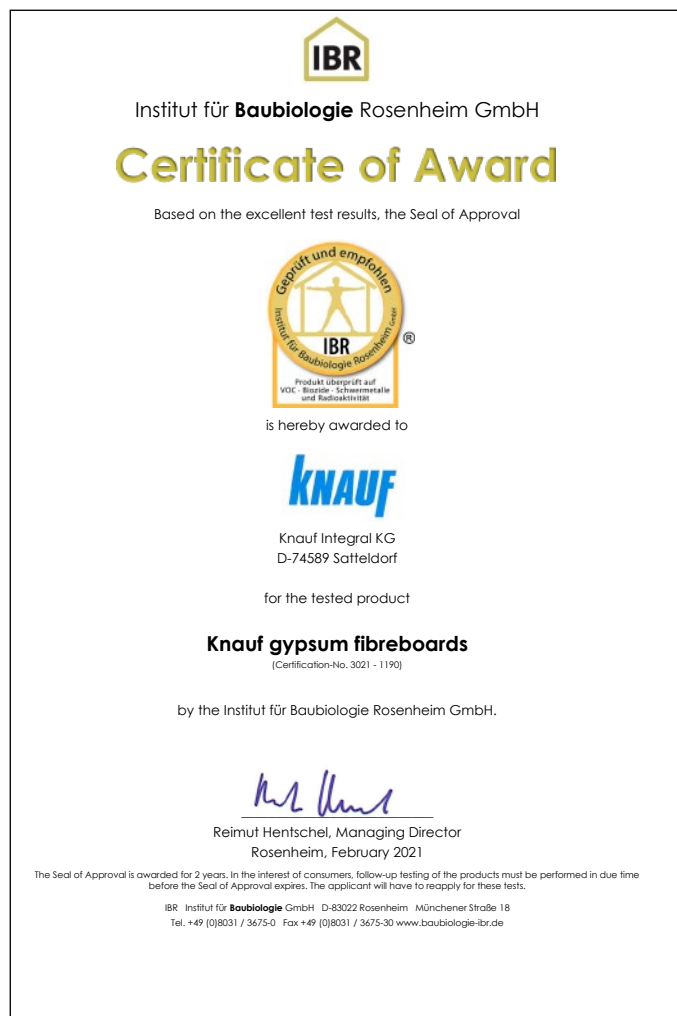 IBR
Institut für Baubiologie Rosenheim GmbH
Certificate of Award
Based on the excellent test results, the Seal of Approval
Geprüft und empfohlen
Institut für Baubiologie Rosenheim GmbH
IBR
®
Produkt überprüft auf
VOC - Biozide - Schwermetalle
und Radioaktivität
is hereby awarded to
KNAUF
Knauf Integral KG
D-74589 Satteldorf
for the tested product
Knauf gypsum fibreboards
(Certification-No. 3021 - 1190)
by the Institut für Baubiologie Rosenheim GmbH.
Reimut Hentschel, Managing Director
Rosenheim, February 2021
The Seal of Approval is awarded for 2 years. In the interest of consumers, follow-up testing of the products must be performed in due time
before the Seal of Approval expires. The applicant will have to reapply for these tests.
IBR Institut für Baubiologie GmbH D-83022 Rosenheim Münchener Straße 18
Tel. +49 (0)8031 / 3675-0 Fax +49 (0)8031 / 3675-30 www.baubiologie-ibr.de